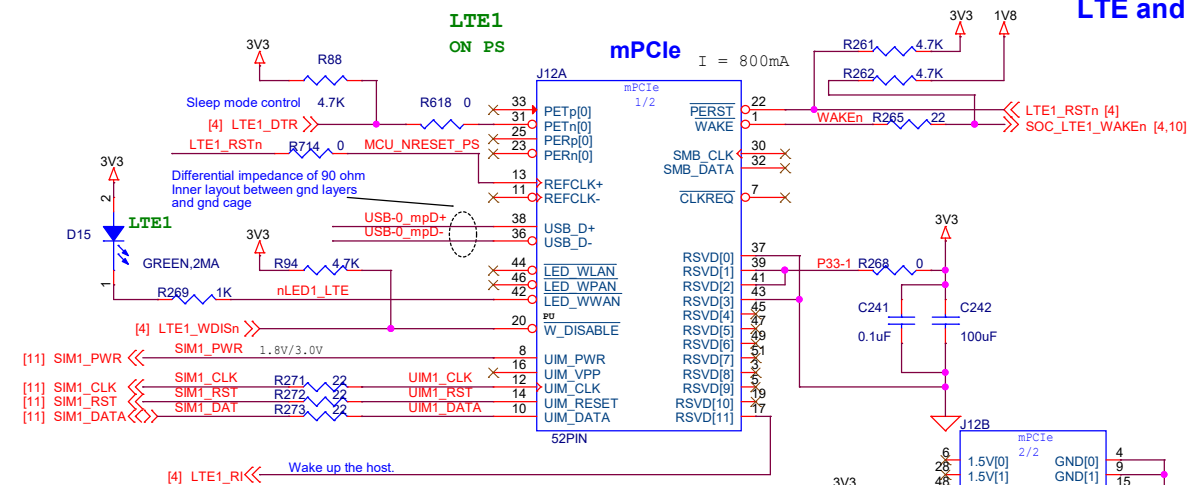 LTE and
LTE1
ON PS
mPCIe
I = 800mA
3V3
1V8
R261
4.7K
R262
4.7K
3V3
R88
Sleep mode control
4.7K
R618
0
[4] LTE1_DTR
LTE1_RSTn
R714
0
MCU_NRESET_PS
Differential impedance of 90 ohm
Inner layout between gnd layers
and gnd cage
3V3
2
LTE1
D15
GREEN,2MA
1
R269
1K
nLED1_LTE
USB-0_mpD+
USB-0_mpD-
3V3
R94
4.7K
[4] LTE1_WDISn
[11] SIM1_PWR
SIM1_PWR
1.8V/3.0V
[11] SIM1_CLK
SIM1_CLK
R271
22
UIM1_CLK
[11] SIM1_RST
SIM1_RST
R272
22
UIM1_RST
[11] SIM1_DATA
SIM1_DAT
R273
22
UIM1_DATA
[4] LTE1_RI
Wake up the host.
J12A
mPCIe
1/2
33
PETp[0]
31
PETn[0]
25
PERp[0]
23
PERn[0]
13
REFCLK+
11
REFCLK-
38
USB_D+
36
USB_D-
44
LED_WLAN
46
LED_WPAN
42
LED_WWAN
PU
20
W_DISABLE
8
UIM_PWR
16
UIM_VPP
12
UIM_CLK
14
UIM_RESET
10
UIM_DATA
52PIN
PERST
22
WAKE
1
WAKEn
R265
22
LTE1_RSTn [4]
SOC_LTE1_WAKEn [4,10]
SMB_CLK
30
SMB_DATA
32
CLKREQ
7
RSVD[0]
37
RSVD[1]
39
RSVD[2]
41
RSVD[3]
43
RSVD[4]
45
RSVD[5]
47
RSVD[6]
49
RSVD[7]
51
RSVD[8]
3
RSVD[9]
5
RSVD[10]
19
RSVD[11]
17
P33-1
R268
0
3V3
C241
0.1uF
C242
100uF
J12B
mPCIe
2/2
6
1.5V[0]
28
1.5V[1]
48
GND[0]
4
GND[1]
9
15
3V3